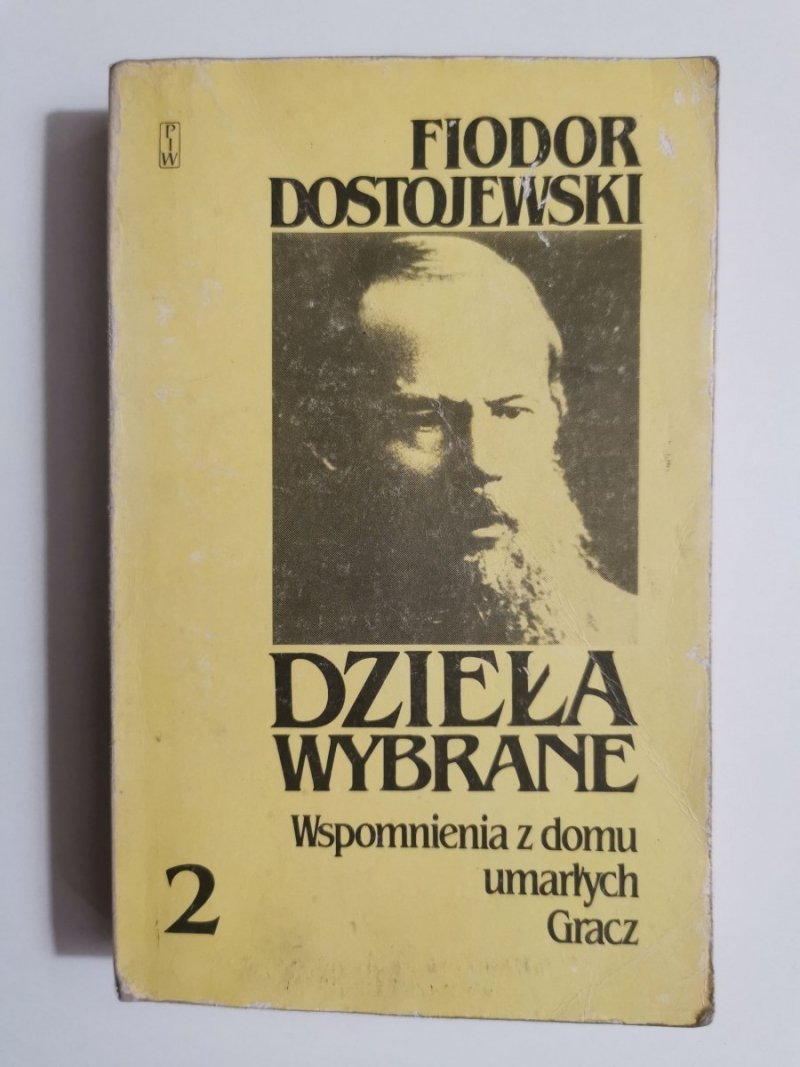 PIW
FIODOR
DOSTOJEWSKI
DZIEŁA
WYBRANE
Wspomnienia z domu
umarłych
Gracz
2